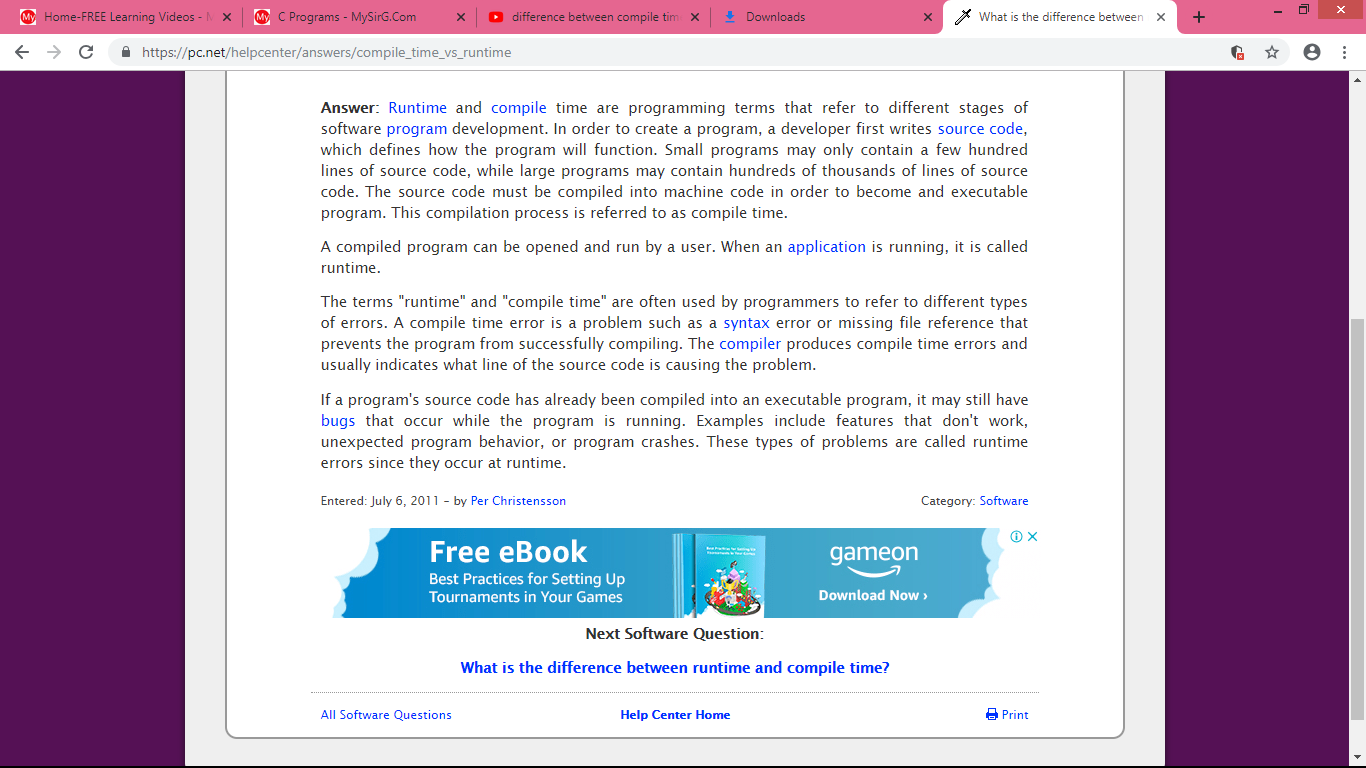 My Home-FREE Learning Videos - M
My C Programs - MySirG.Com
difference between compile tim
Downloads
What is the difference between
https://pc.net/helpcenter/answers/compile_time_vs_runtime
Answer: Runtime and compile time are programming terms that refer to different stages of
software program development. In order to create a program, a developer first writes source code,
which defines how the program will function. Small programs may only contain a few hundred
lines of source code, while large programs may contain hundreds of thousands of lines of source
code. The source code must be compiled into machine code in order to become and executable
program. This compilation process is referred to as compile time.
A compiled program can be opened and run by a user. When an application is running, it is called
runtime.
The terms "runtime" and "compile time" are often used by programmers to refer to different types
of errors. A compile time error is a problem such as a syntax error or missing file reference that
prevents the program from successfully compiling. The compiler produces compile time errors and
usually indicates what line of the source code is causing the problem.
If a program's source code has already been compiled into an executable program, it may still have
bugs that occur while the program is running. Examples include features that don't work,
unexpected program behavior, or program crashes. These types of problems are called runtime
errors since they occur at runtime.
Entered: July 6, 2011 – by Per Christensson
Category: Software
Free eBook
Best Practices for Setting Up
Tournaments in Your Games
Best Practices for Setting Up
Tournaments in Your Games
gameon
Download Now ›
Next Software Question:
What is the difference between runtime and compile time?
All Software Questions
Help Center Home
Print